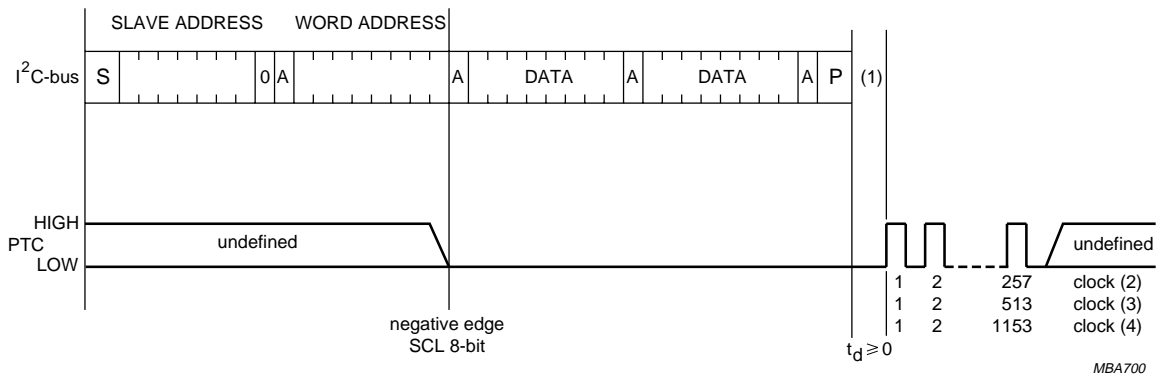 SLAVE ADDRESS WORD ADDRESS
I2C-bus S 0 A A DATA A DATA A P (1)
HIGH
PTC undefined undefined
LOW
1 2 257 clock (2)
1 2 513 clock (3)
1 2 1153 clock (4)
negative edge
SCL 8-bit
td ⩾ 0
MBA700